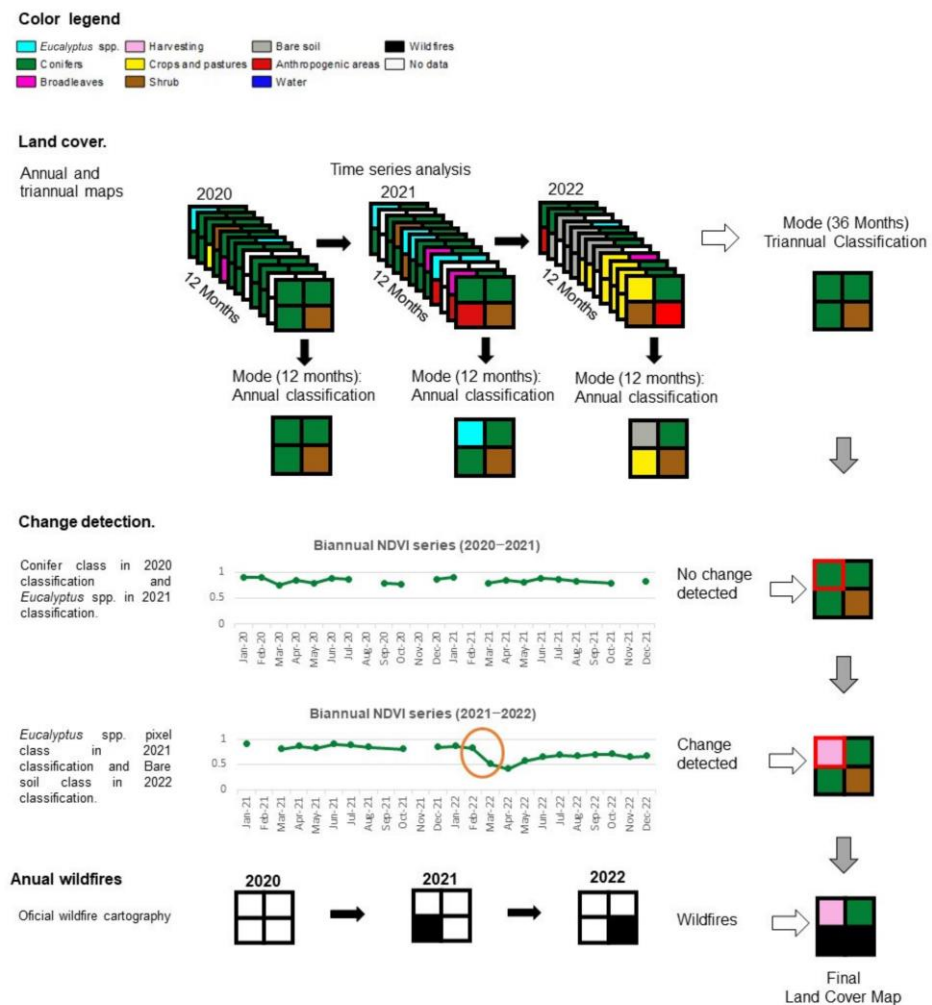 Color legend
Eucalyptus spp. Harvesting Bare soil Wildfires
Conifers Crops and pastures Anthropogenic areas No data
Broadleaves Shrub Water
Land cover.
Annual and
triannual maps
Time series analysis
2020 2021 2022
12 Months 12 Months 12 Months
Mode (36 Months)
Triannual Classification
Mode (12 months): Mode (12 months): Mode (12 months):
Annual classification Annual classification Annual classification
Change detection.
Conifer class in 2020
classification and
Eucalyptus spp. in 2021
classification.
Biannual NDVI series (2020–2021)
1
0.5
0
Jan-20 Feb-20 Mar-20 Apr-20 May-20 Jun-20 Jul-20 Aug-20 Sep-20 Oct-20 Nov-20 Dec-20 Jan-21 Feb-21 Mar-21 Apr-21 May-21 Jun-21 Jul-21 Aug-21 Sep-21 Oct-21 Nov-21 Dec-21
No change
detected
Eucalyptus spp. pixel
class in 2021
classification and Bare
soil class in 2022
classification.
Biannual NDVI series (2021–2022)
1
0.5
0
Jan-21 Feb-21 Mar-21 Apr-21 May-21 Jun-21 Jul-21 Aug-21 Sep-21 Oct-21 Nov-21 Dec-21 Jan-22 Feb-22 Mar-22 Apr-22 May-22 Jun-22 Jul-22 Aug-22 Sep-22 Oct-22 Nov-22 Dec-22
Change
detected
Anual wildfires
Oficial wildfire cartography
2020 2021 2022
Wildfires
Final
Land Cover Map